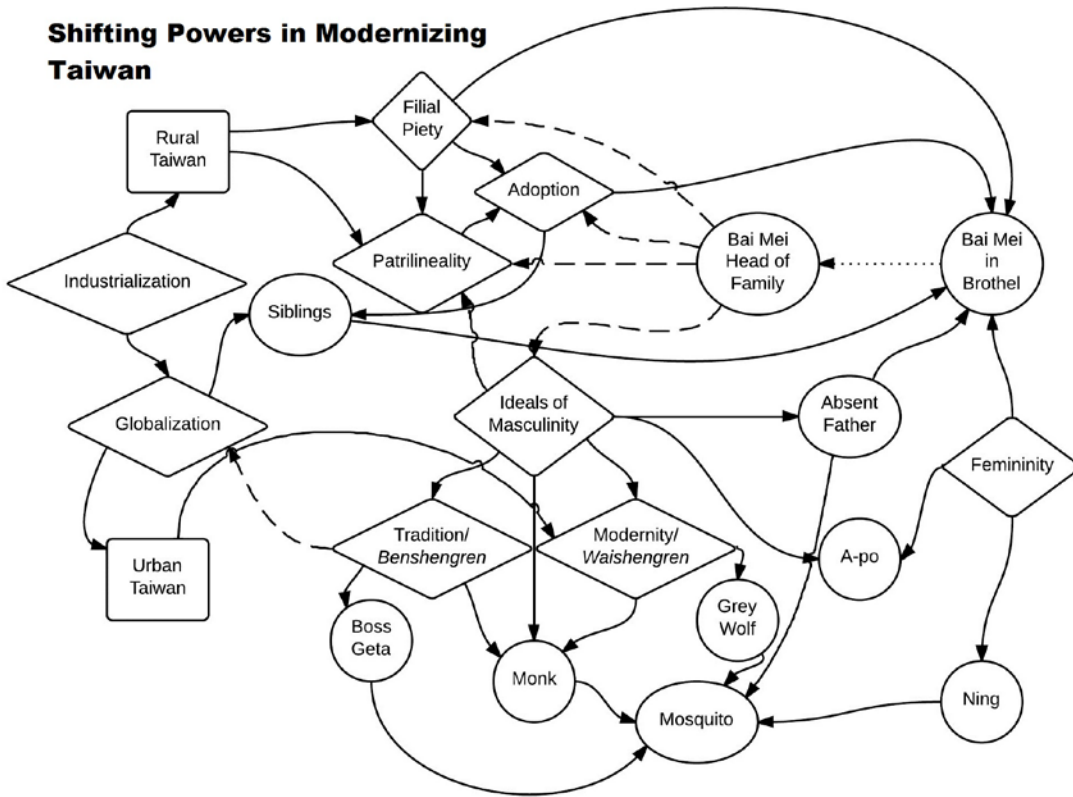 Shifting Powers in Modernizing
Taiwan
Filial
Piety
Rural
Taiwan
Adoption
Bai Mei
Head of
Family
Bai Mei
in
Brothel
Patrilineality
Industrialization
Siblings
Ideals of
Masculinity
Absent
Father
Globalization
Femininity
Tradition/
Benshengren
Modernity/
Waishengren
A-po
Urban
Taiwan
Grey
Wolf
Boss
Geta
Monk
Ning
Mosquito